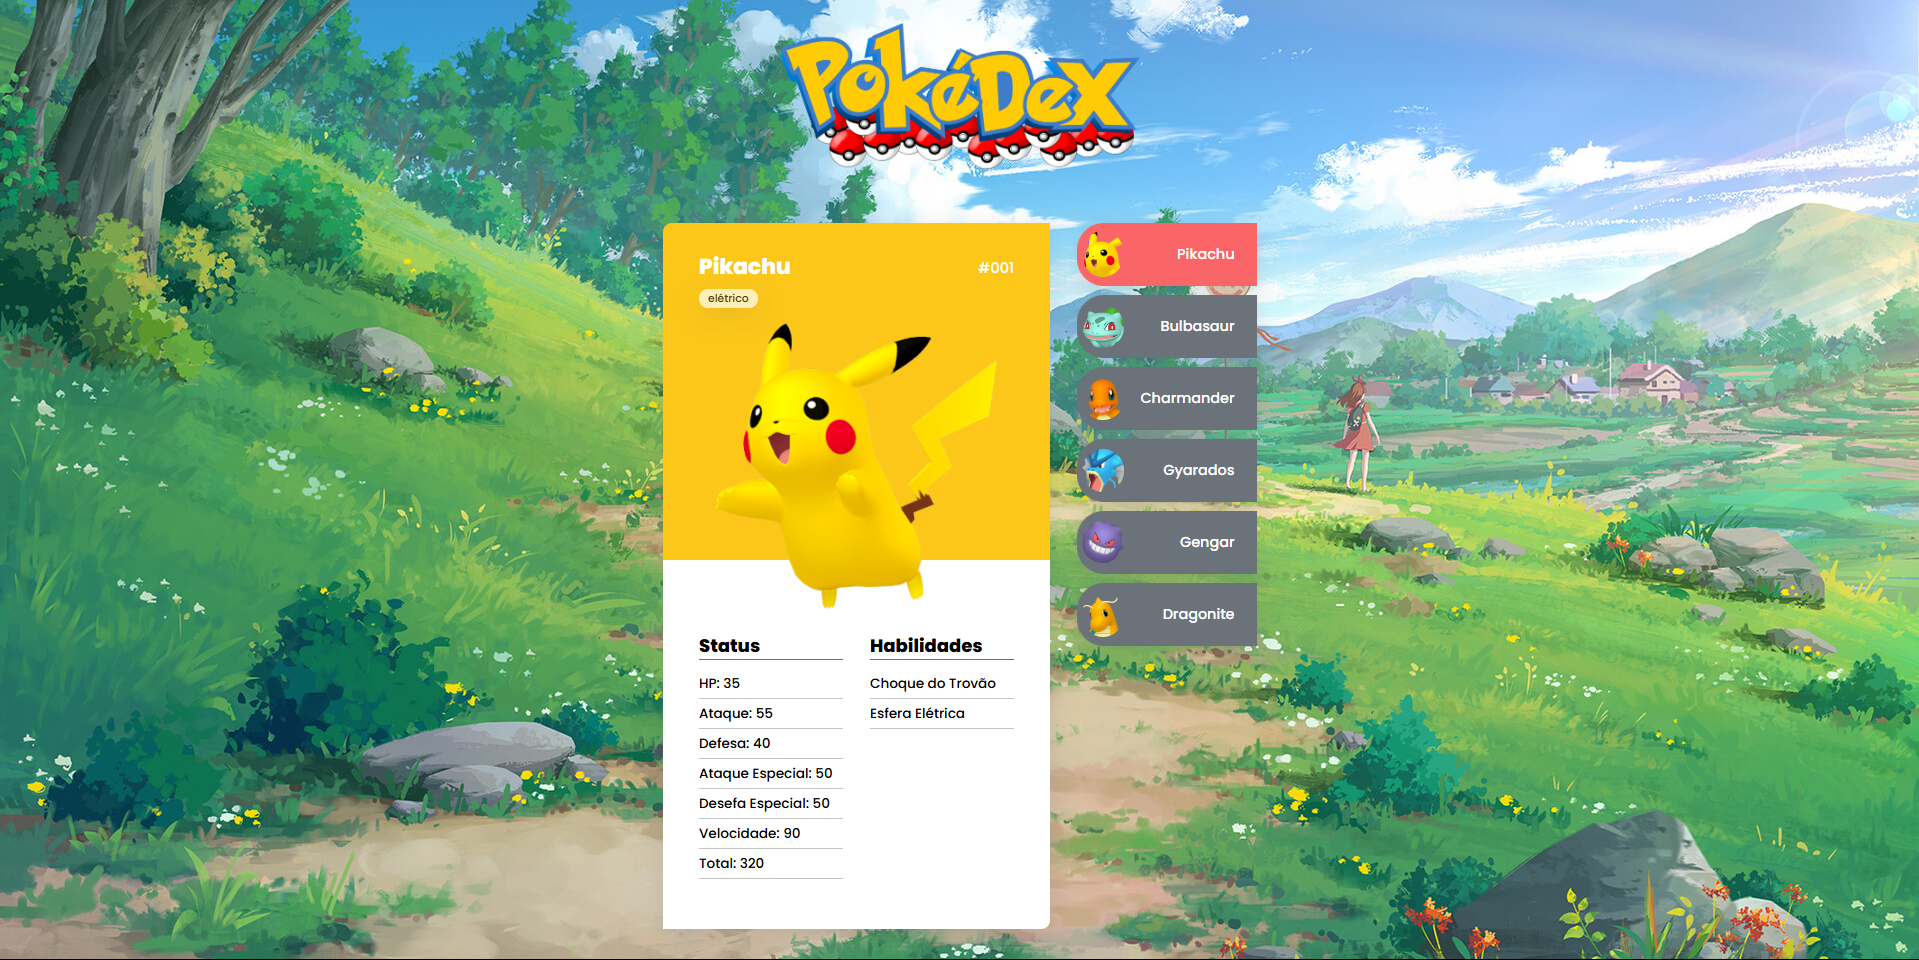 PokéDex
Pikachu
#001
elétrico
Status
HP: 35
Ataque: 55
Defesa: 40
Ataque Especial: 50
Desefa Especial: 50
Velocidade: 90
Total: 320
Habilidades
Choque do Trovão
Esfera Elétrica
Pikachu
Bulbasaur
Charmander
Gyarados
Gengar
Dragonite